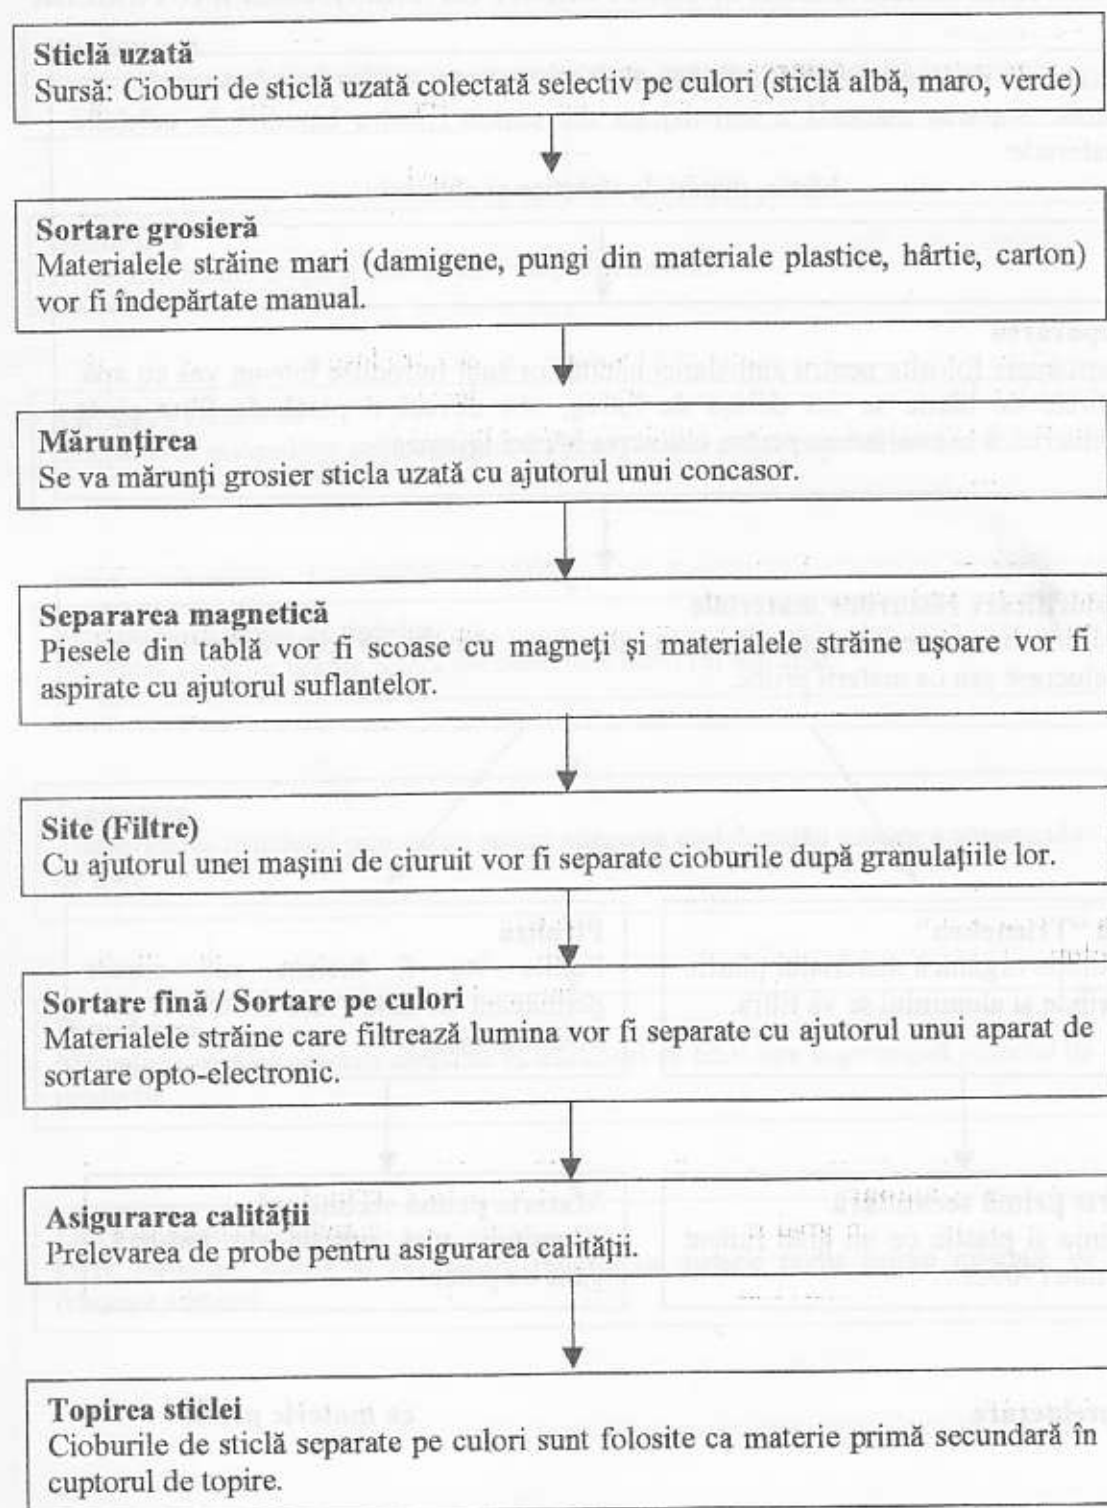 Sticlă uzată
Sursă: Cioburi de sticlă uzată colectată selectiv pe culori (sticlă albă, maro, verde)
Sortare grosieră
Materialele străine mari (damigene, pungi din materiale plastice, hârtie, carton)
vor fi îndepărtate manual.
Mărunțirea
Se va mărunți grosier sticla uzată cu ajutorul unui concasor.
Separarea magnetică
Piesele din tablă vor fi scoase cu magneți și materialele străine ușoare vor fi
aspirate cu ajutorul suflantelor.
Site (Filtre)
Cu ajutorul unei mașini de ciuruit vor fi separate cioburile după granulațiile lor.
Sortare fină / Sortare pe culori
Materialele străine care filtrează lumina vor fi separate cu ajutorul unui aparat de
sortare opto-electronic.
Asigurarea calității
Prelevarea de probe pentru asigurarea calității.
Topirea sticlei
Cioburile de sticlă separate pe culori sunt folosite ca materie primă secundară în
cuptorul de topire.